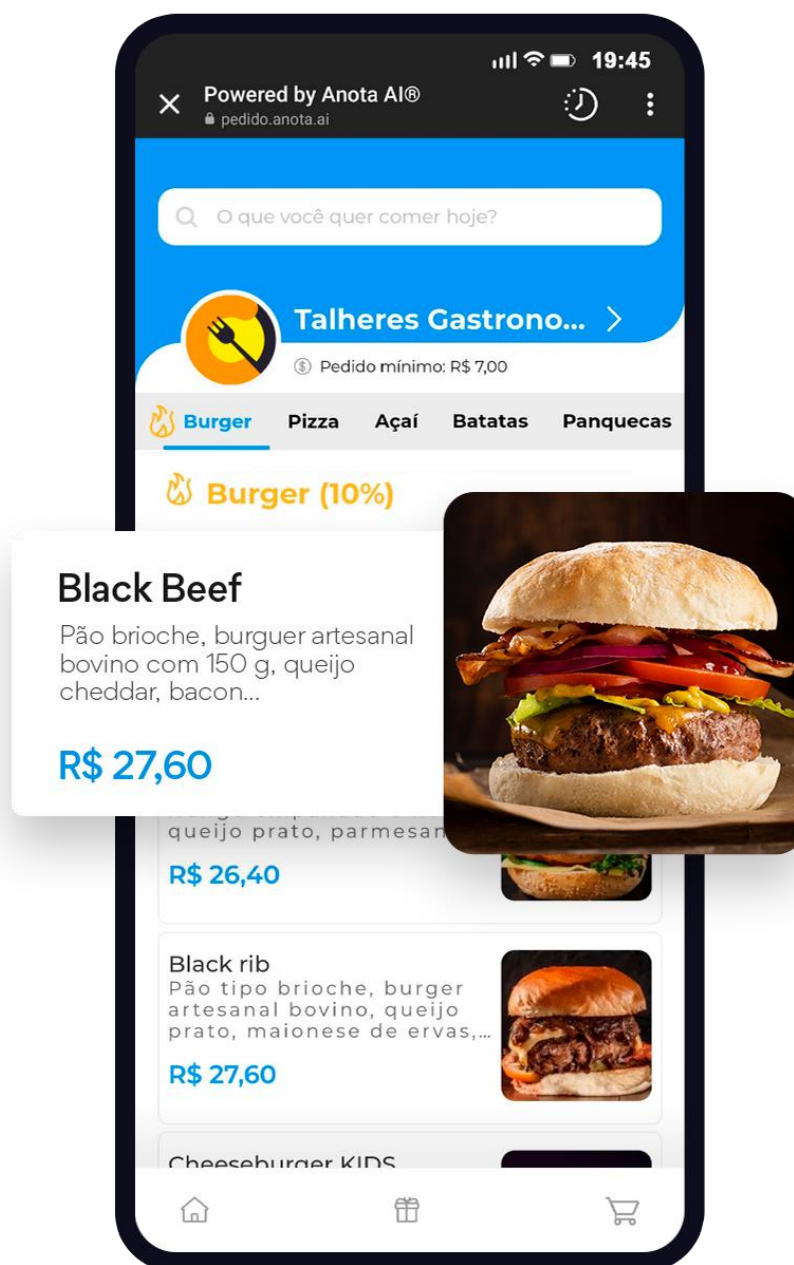 19:45
Powered by Anota AI®
pedido.anota.ai
O que você quer comer hoje?
Talheres Gastrono...
Pedido mínimo: R$ 7,00
Burger Pizza Açaí Batatas Panquecas
Burger (10%)
Black Beef
Pão brioche, burguer artesanal
bovino com 150 g, queijo
cheddar, bacon...
R$ 27,60
queijo prato, parmesan
R$ 26,40
Black rib
Pão tipo brioche, burger
artesanal bovino, queijo
prato, maionese de ervas,...
R$ 27,60
Cheeseburger KIDS